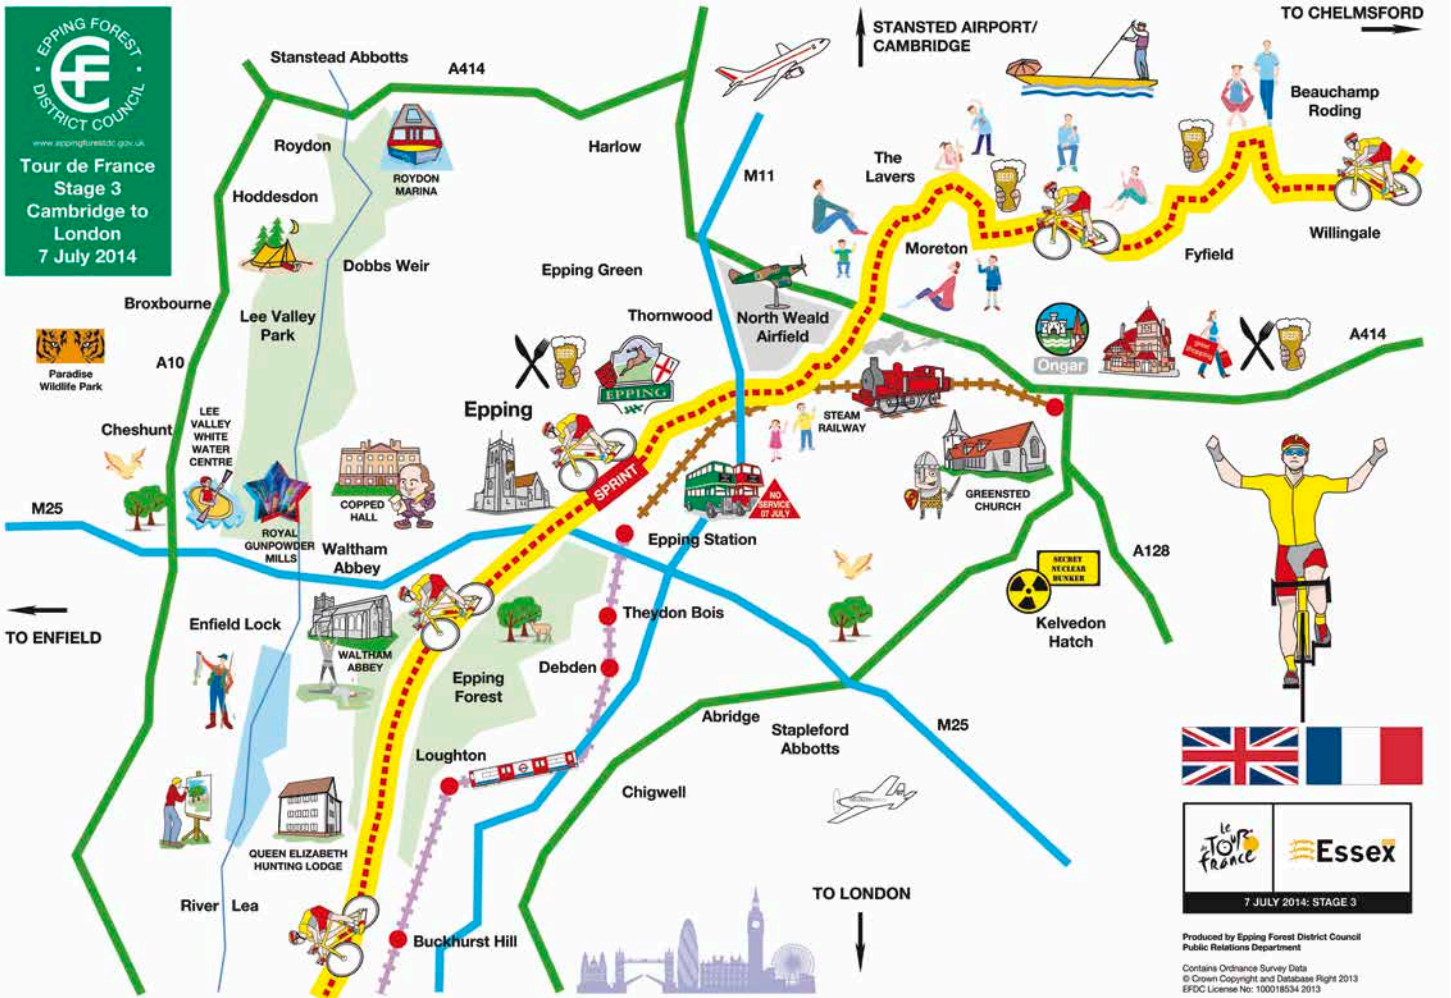 EPPING FOREST
DISTRICT COUNCIL
www.eppingforestdc.gov.uk
Tour de France
Stage 3
Cambridge to
London
7 July 2014
Stanstead Abbotts
A414
STANSTED AIRPORT/
CAMBRIDGE
TO CHELMSFORD
Beauchamp
Roding
Roydon
ROYDON
MARINA
Harlow
M11
The
Lavers
BEER
BEER
Hoddesdon
Moreton
Willingale
Fyfield
Dobbs Weir
Epping Green
Broxbourne
Lee Valley
Park
Thornwood
North Weald
Airfield
A10
Paradise
Wildlife Park
BEER
EPPING
Ongar
good
shopping
BEER
A414
Epping
STEAM
RAILWAY
Cheshunt
LEE
VALLEY
WHITE
WATER
CENTRE
SPRINT
COPPED
HALL
NO
SERVICE
07 JULY
GREENSTED
CHURCH
M25
ROYAL
GUNPOWDER
MILLS
Waltham
Abbey
Epping Station
A128
SECRET
NUCLEAR
BUNKER
Kelvedon
Hatch
TO ENFIELD
Enfield Lock
Theydon Bois
WALTHAM
ABBEY
Debden
Epping
Forest
Abridge
Stapleford
Abbotts
M25
Loughton
Chigwell
QUEEN ELIZABETH
HUNTING LODGE
TO LONDON
River Lea
Buckhurst Hill
le
TOUR
de
france
Essex
7 JULY 2014: STAGE 3
Produced by Epping Forest District Council
Public Relations Department
Contains Ordnance Survey Data
© Crown Copyright and Database Right 2013
EFDC License No: 100018534 2013